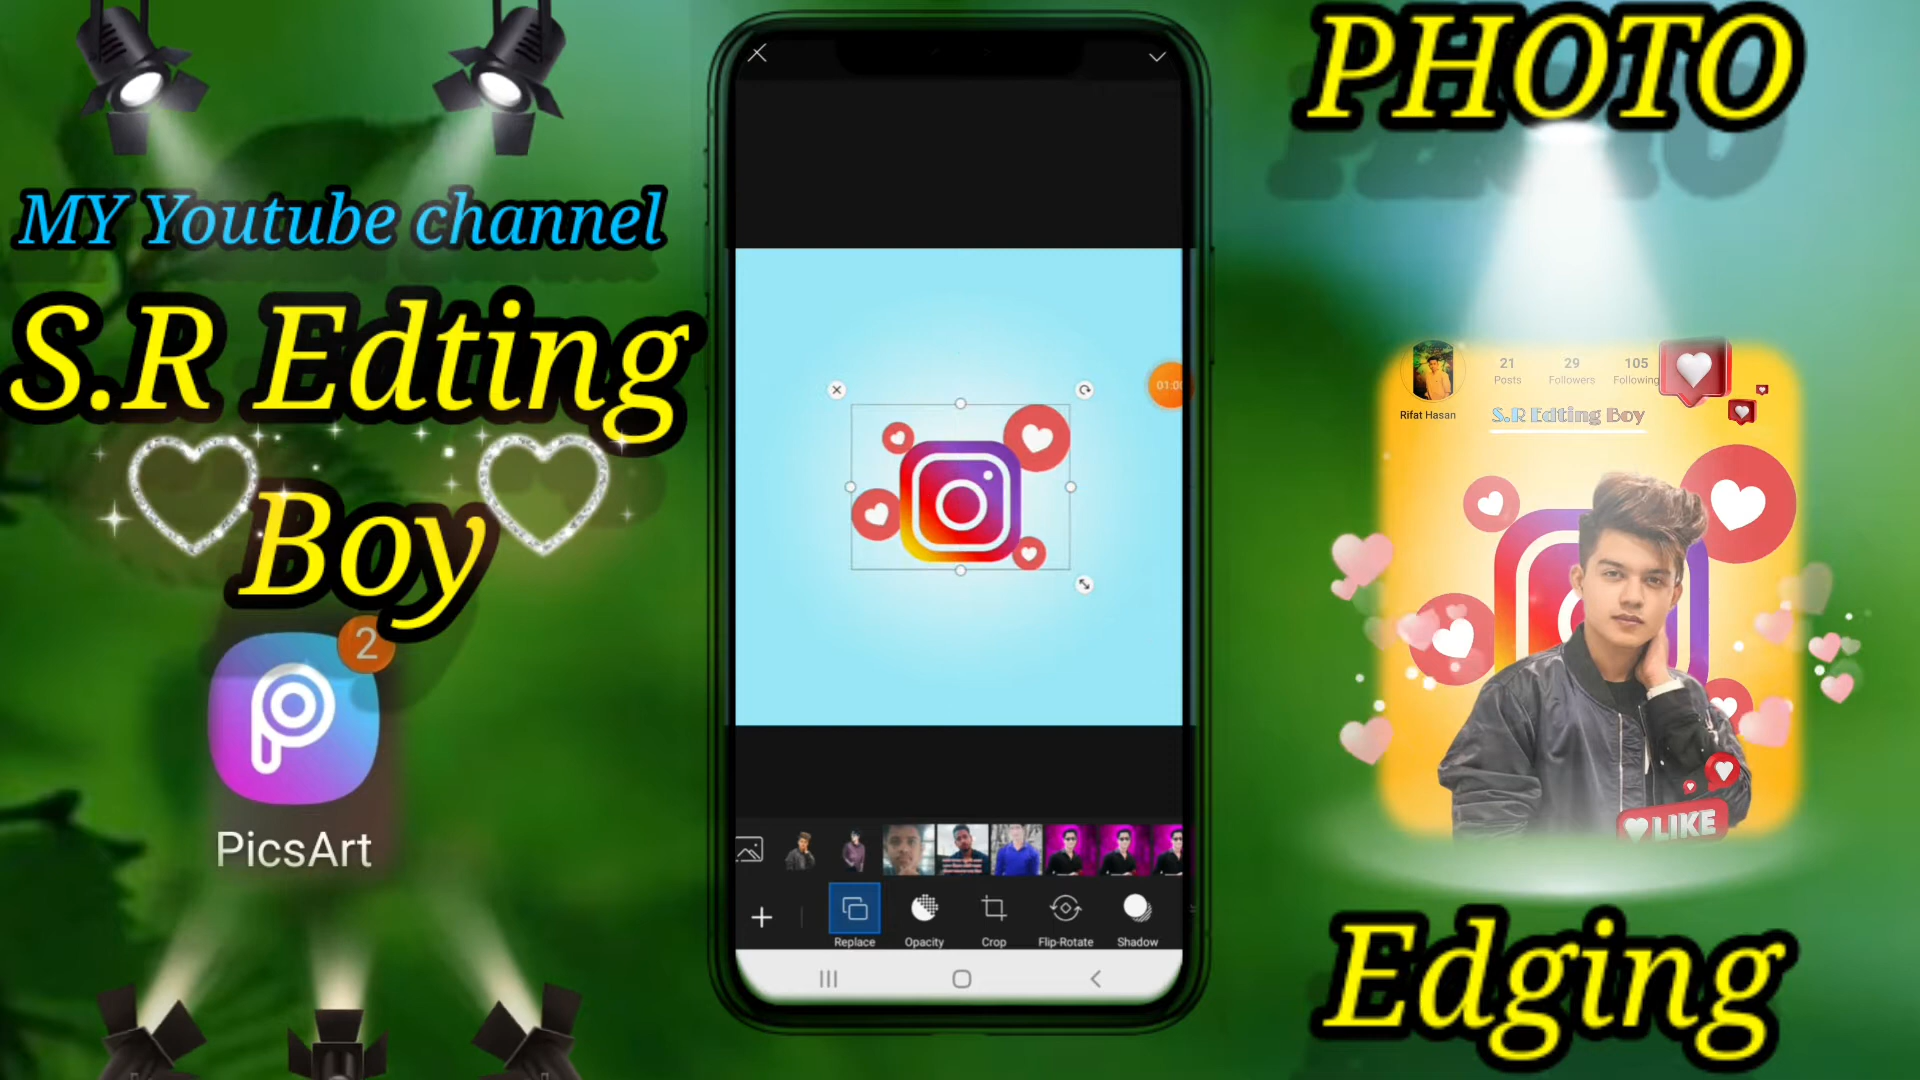 PHOTO
MY Youtube channel
S.R Edting
Boy
2
PicsArt
21 29 105
Posts Followers Following
Rifat Hasan
S.R Edting Boy
LIKE
Replace Opacity Crop Flip-Rotate Shadow
Edging